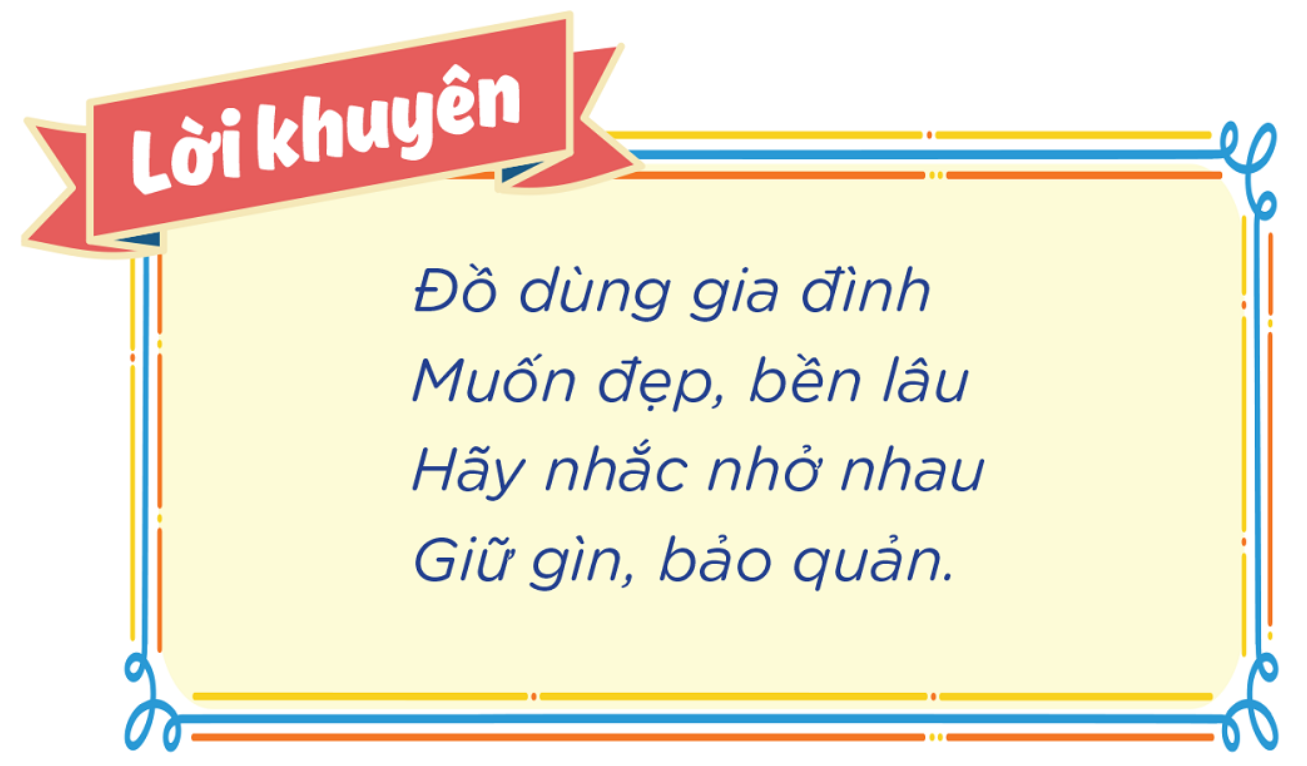 Lời khuyên
Đồ dùng gia đình
Muốn đẹp, bền lâu
Hãy nhắc nhở nhau
Giữ gìn, bảo quản.